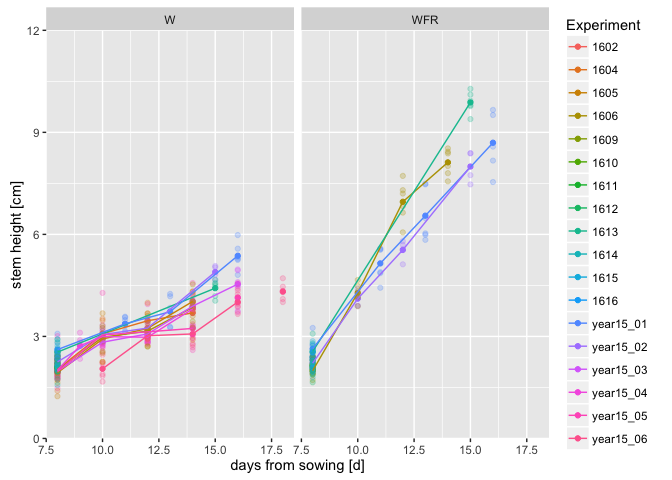 W WFR
12
9
6
3
0
stem height [cm]
7.5 10.0 12.5 15.0 17.5 7.5 10.0 12.5 15.0 17.5
days from sowing [d]
Experiment
1602
1604
1605
1606
1609
1610
1611
1612
1613
1614
1615
1616
year15_01
year15_02
year15_03
year15_04
year15_05
year15_06